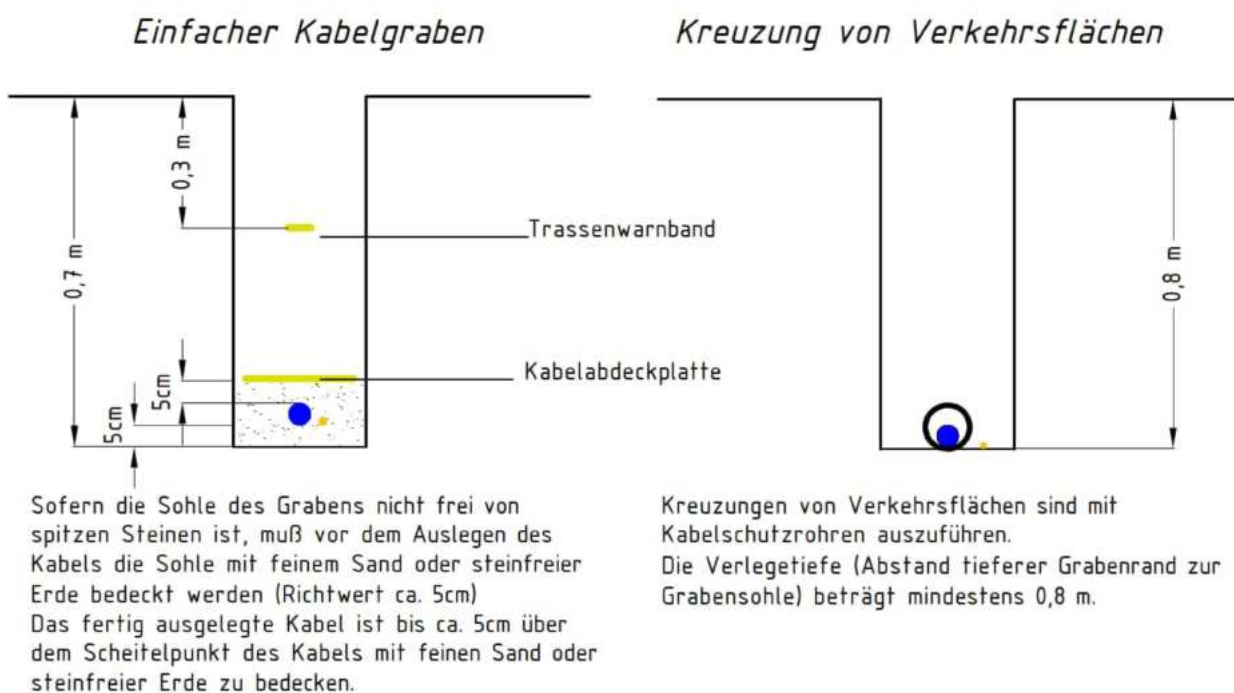 Einfacher Kabelgraben
Kreuzung von Verkehrsflächen
0,3 m
0,7 m
Trassenwarnband
0,8 m
Kabelabdeckplatte
5cm
5cm
Sofern die Sohle des Grabens nicht frei von
spitzen Steinen ist, muß vor dem Auslegen des
Kabels die Sohle mit feinem Sand oder steinfreier
Erde bedeckt werden (Richtwert ca. 5cm)
Das fertig ausgelegte Kabel ist bis ca. 5cm über
dem Scheitelpunkt des Kabels mit feinen Sand oder
steinfreier Erde zu bedecken.
Kreuzungen von Verkehrsflächen sind mit
Kabelschutzrohren auszuführen.
Die Verlegetiefe (Abstand tieferer Grabenrand zur
Grabensohle) beträgt mindestens 0,8 m.